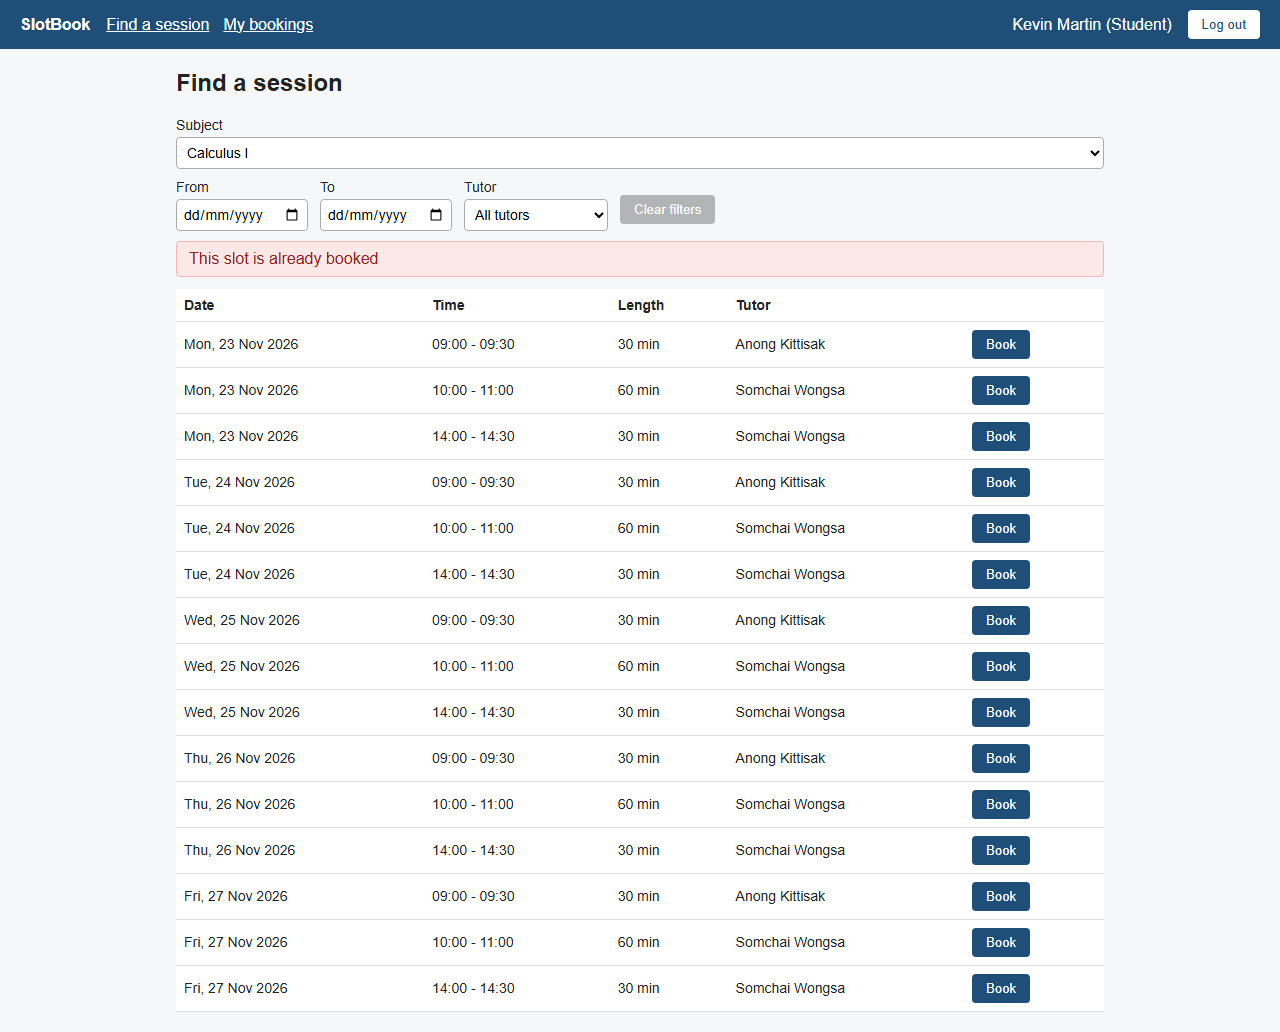 SlotBook Find a session My bookings Kevin Martin (Student) Log out
Find a session
Subject
Calculus I
From To Tutor
dd/mm/yyyy dd/mm/yyyy All tutors Clear filters
This slot is already booked
Date Time Length Tutor
Mon, 23 Nov 2026 09:00 - 09:30 30 min Anong Kittisak Book
Mon, 23 Nov 2026 10:00 - 11:00 60 min Somchai Wongsa Book
Mon, 23 Nov 2026 14:00 - 14:30 30 min Somchai Wongsa Book
Tue, 24 Nov 2026 09:00 - 09:30 30 min Anong Kittisak Book
Tue, 24 Nov 2026 10:00 - 11:00 60 min Somchai Wongsa Book
Tue, 24 Nov 2026 14:00 - 14:30 30 min Somchai Wongsa Book
Wed, 25 Nov 2026 09:00 - 09:30 30 min Anong Kittisak Book
Wed, 25 Nov 2026 10:00 - 11:00 60 min Somchai Wongsa Book
Wed, 25 Nov 2026 14:00 - 14:30 30 min Somchai Wongsa Book
Thu, 26 Nov 2026 09:00 - 09:30 30 min Anong Kittisak Book
Thu, 26 Nov 2026 10:00 - 11:00 60 min Somchai Wongsa Book
Thu, 26 Nov 2026 14:00 - 14:30 30 min Somchai Wongsa Book
Fri, 27 Nov 2026 09:00 - 09:30 30 min Anong Kittisak Book
Fri, 27 Nov 2026 10:00 - 11:00 60 min Somchai Wongsa Book
Fri, 27 Nov 2026 14:00 - 14:30 30 min Somchai Wongsa Book